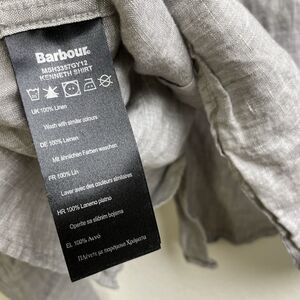 Barbour
MSH3357GY12
KENNETH SHIRT
UK 100% Linen
Wash with similar colours
DE 100% Leinen
Mit ähnlichen Farben waschen
FR 100% Lin
Laver avec des couleurs similaires
HR 100% Laneno platno
Operite sa sličnim bojama
EL 100% Λινό
Πλένετε με παρόμοια Χρώματα